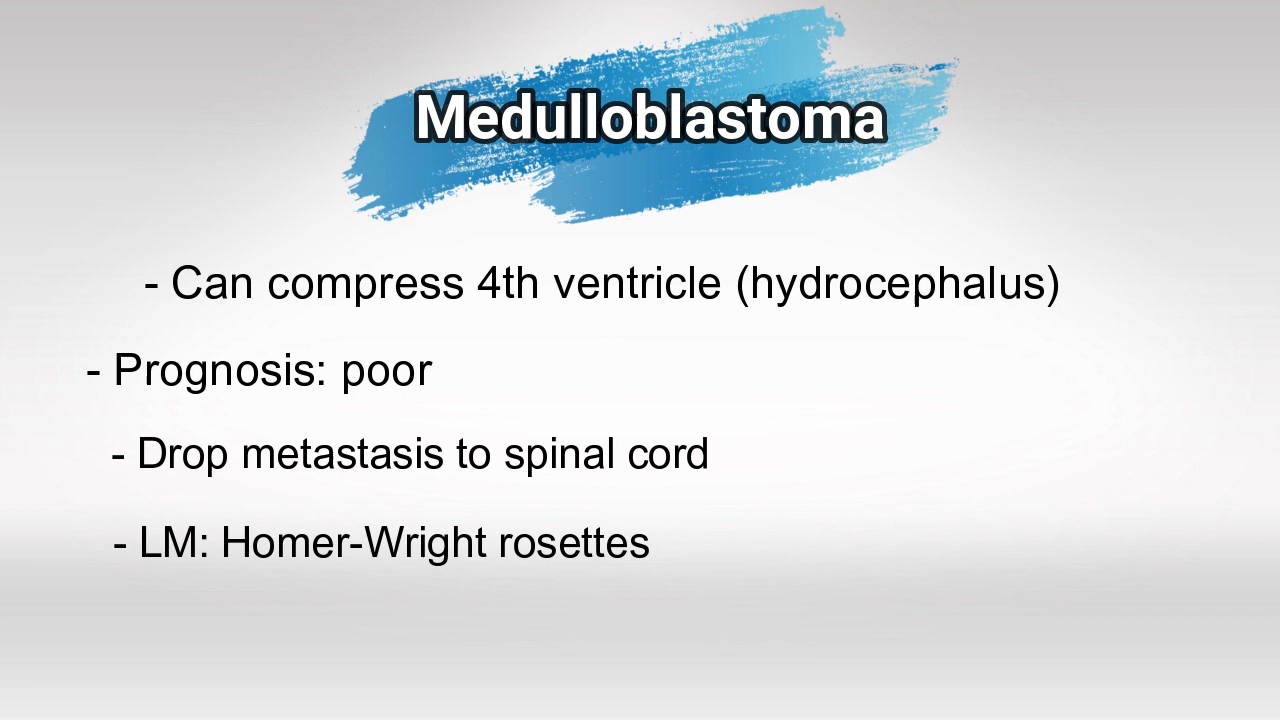 Medulloblastoma
- Can compress 4th ventricle (hydrocephalus)
- Prognosis: poor
- Drop metastasis to spinal cord
- LM: Homer-Wright rosettes